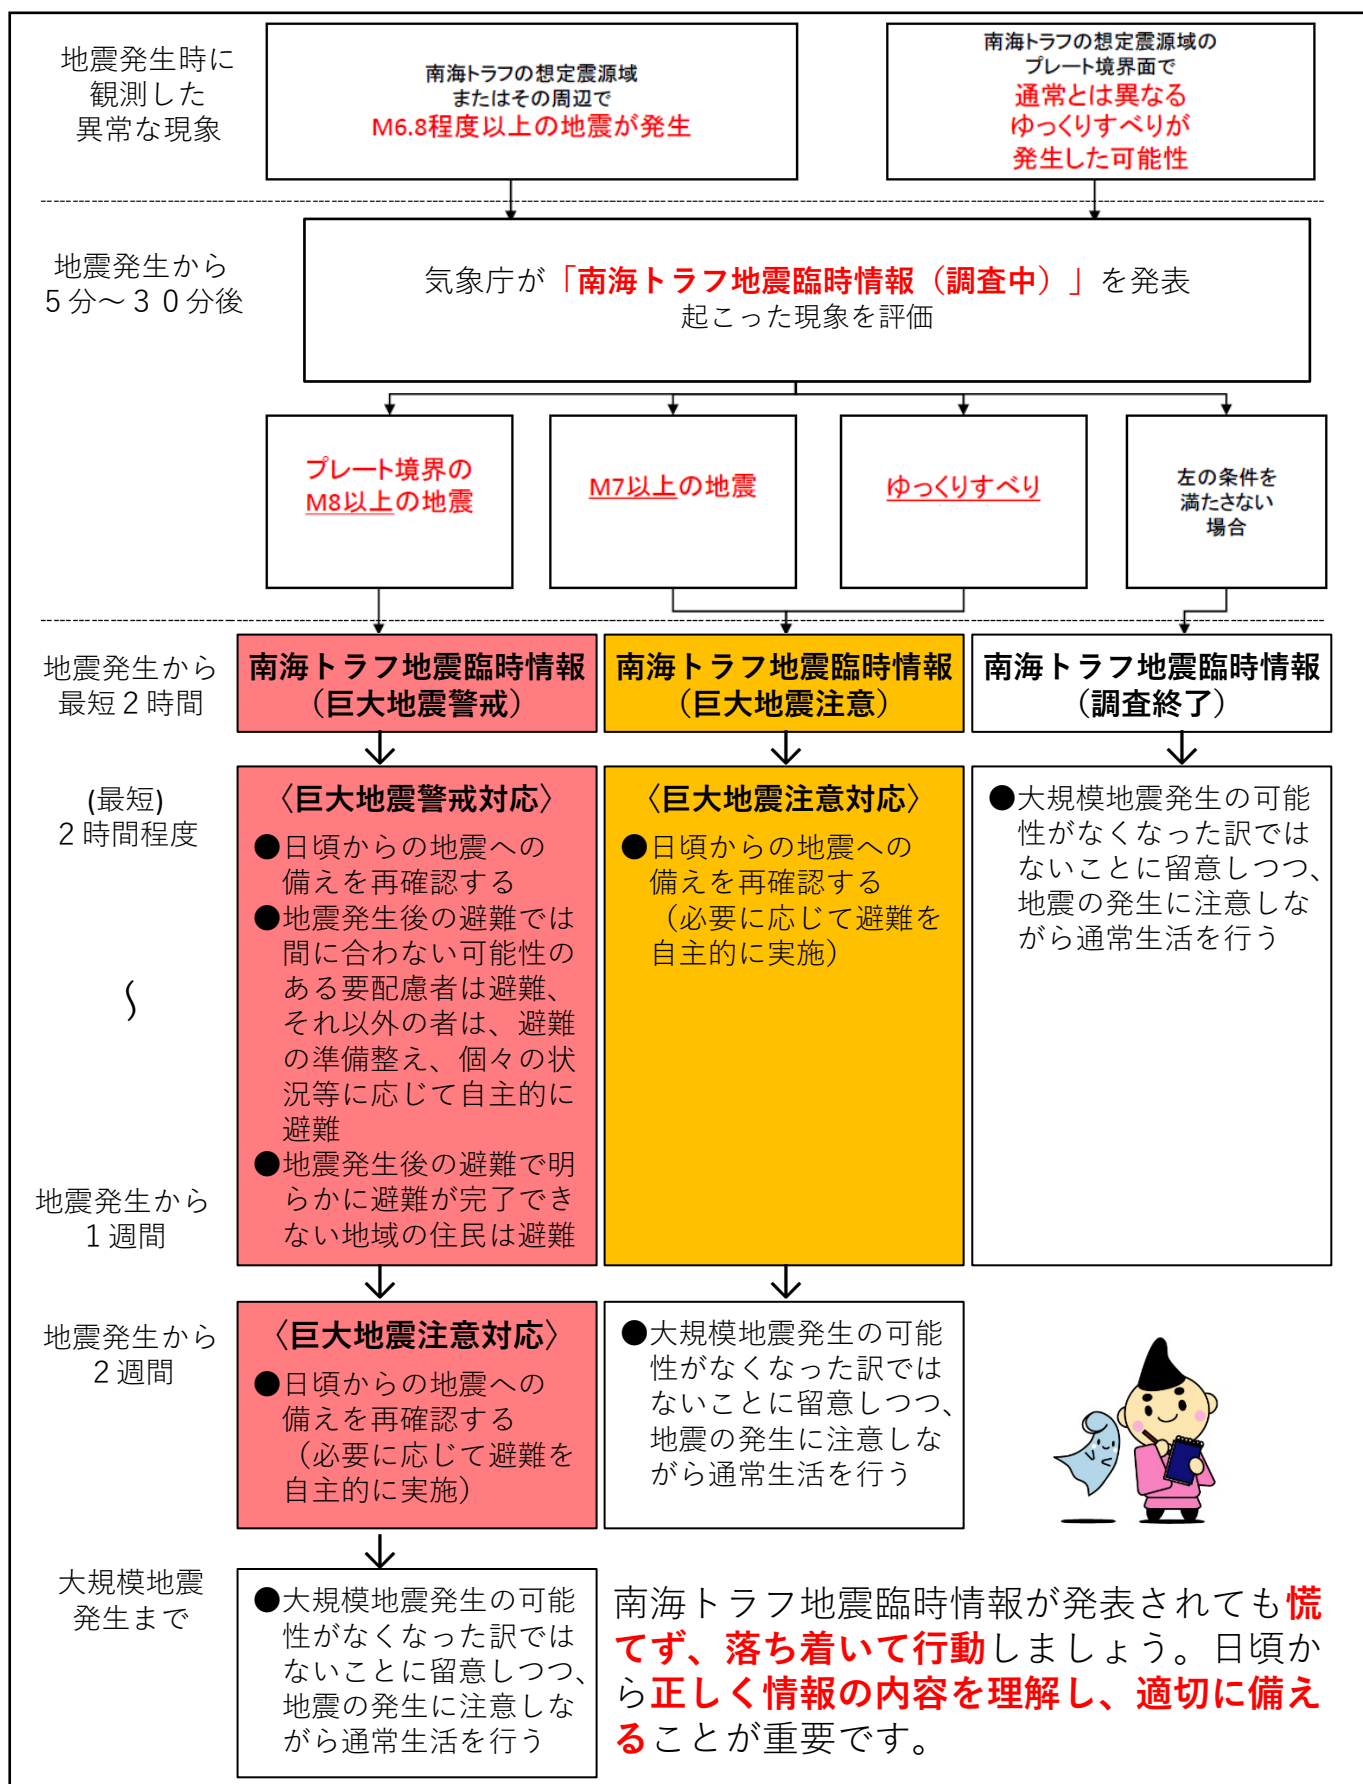 地震発生時に
観測した
異常な現象
南海トラフの想定震源域
またはその周辺で
M6.8程度以上の地震が発生
南海トラフの想定震源域の
プレート境界面で
通常とは異なる
ゆっくりすべりが
発生した可能性
地震発生から
５分～３０分後
気象庁が「南海トラフ地震臨時情報（調査中）」を発表
起こった現象を評価
プレート境界の
M8以上の地震
M7以上の地震
ゆっくりすべり
左の条件を
満たさない
場合
地震発生から
最短２時間
南海トラフ地震臨時情報
（巨大地震警戒）
南海トラフ地震臨時情報
（巨大地震注意）
南海トラフ地震臨時情報
（調査終了）
(最短)
２時間程度
～
地震発生から
１週間
〈巨大地震警戒対応〉
●日頃からの地震への
備えを再確認する
●地震発生後の避難では
間に合わない可能性の
ある要配慮者は避難、
それ以外の者は、避難
の準備整え、個々の状
況等に応じて自主的に
避難
●地震発生後の避難で明
らかに避難が完了でき
ない地域の住民は避難
〈巨大地震注意対応〉
●日頃からの地震への
備えを再確認する
（必要に応じて避難を
自主的に実施）
●大規模地震発生の可能
性がなくなった訳では
ないことに留意しつつ、
地震の発生に注意しな
がら通常生活を行う
地震発生から
２週間
〈巨大地震注意対応〉
●日頃からの地震への
備えを再確認する
（必要に応じて避難を
自主的に実施）
●大規模地震発生の可能
性がなくなった訳では
ないことに留意しつつ、
地震の発生に注意しな
がら通常生活を行う
大規模地震
発生まで
●大規模地震発生の可能
性がなくなった訳では
ないことに留意しつつ、
地震の発生に注意しな
がら通常生活を行う
南海トラフ地震臨時情報が発表されても慌
てず、落ち着いて行動しましょう。日頃か
ら正しく情報の内容を理解し、適切に備え
ることが重要です。